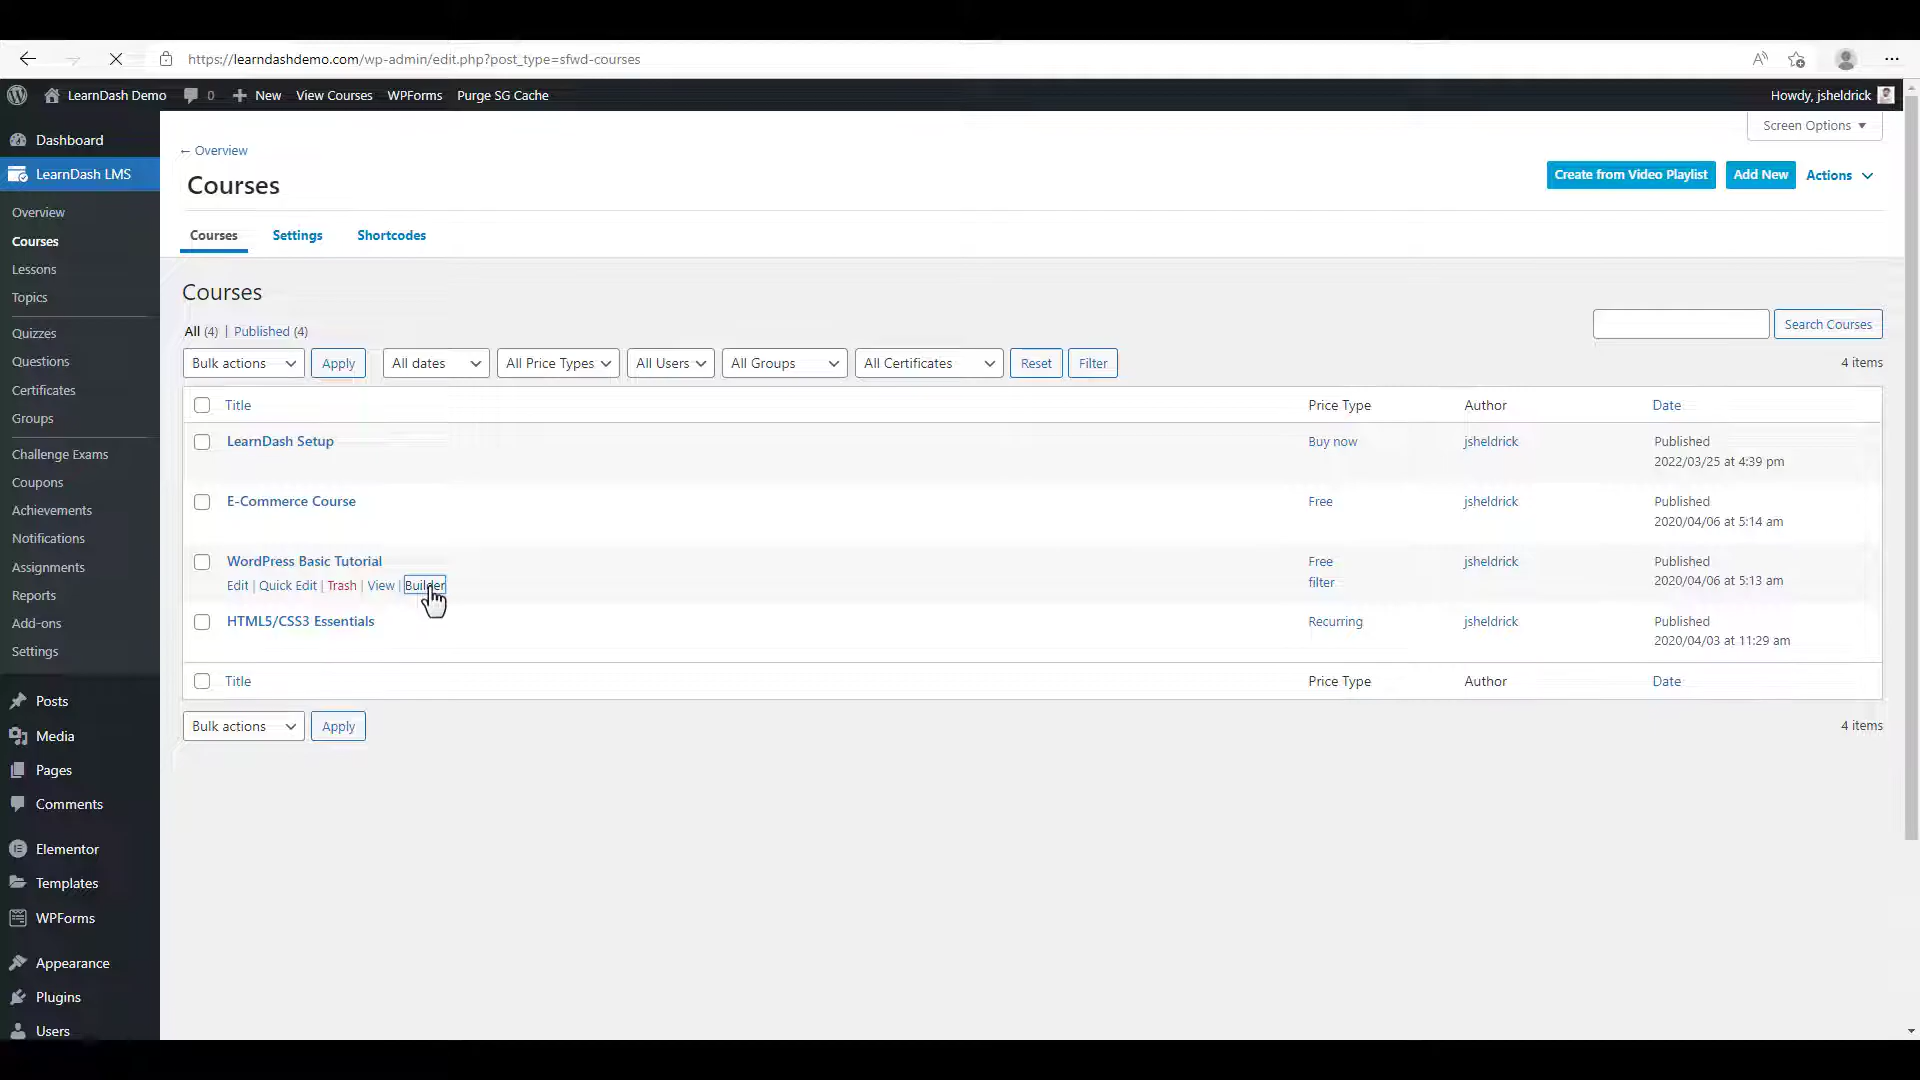 https://learndashdemo.com/wp-admin/edit.php?post_type=sfwd-courses
LearnDash Demo 0 New View Courses WPForms Purge SG Cache Howdy, jsheldrick
Screen Options
Dashboard
LearnDash LMS
Overview
Courses
Lessons
Topics
Quizzes
Questions
Certificates
Groups
Challenge Exams
Coupons
Achievements
Notifications
Assignments
Reports
Add-ons
Settings
Posts
Media
Pages
Comments
Elementor
Templates
WPForms
Appearance
Plugins
Users
← Overview
Courses
Create from Video Playlist Add New Actions
Courses Settings Shortcodes
Courses
All (4) | Published (4)
Search Courses
Bulk actions Apply All dates All Price Types All Users All Groups All Certificates Reset Filter 4 items
Title Price Type Author Date
LearnDash Setup Buy now jsheldrick Published
2022/03/25 at 4:39 pm
E-Commerce Course Free jsheldrick Published
2020/04/06 at 5:14 am
WordPress Basic Tutorial Free jsheldrick Published
Edit | Quick Edit | Trash | View | Builder filter 2020/04/06 at 5:13 am
HTML5/CSS3 Essentials Recurring jsheldrick Published
2020/04/03 at 11:29 am
Title Price Type Author Date
Bulk actions Apply 4 items